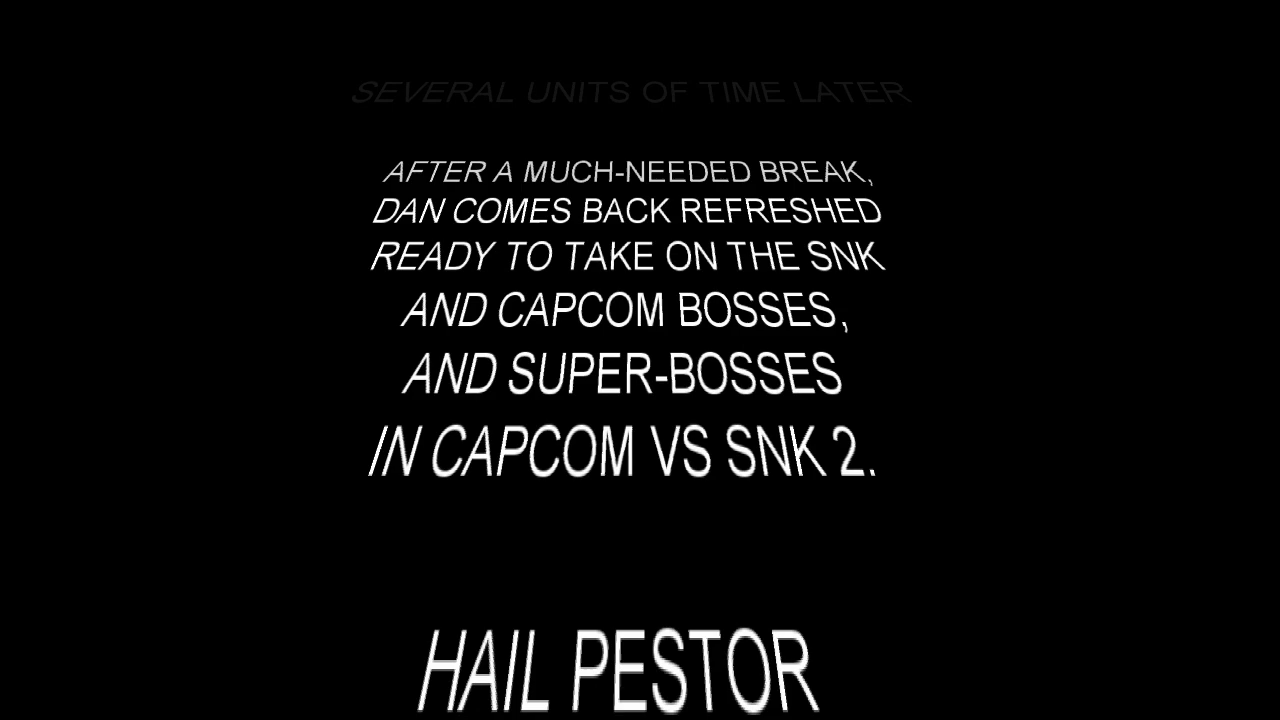 SEVERAL UNITS OF TIME LATER
AFTER A MUCH-NEEDED BREAK,
DAN COMES BACK REFRESHED
READY TO TAKE ON THE SNK
AND CAPCOM BOSSES,
AND SUPER-BOSSES
IN CAPCOM VS SNK 2.
HAIL PESTOR